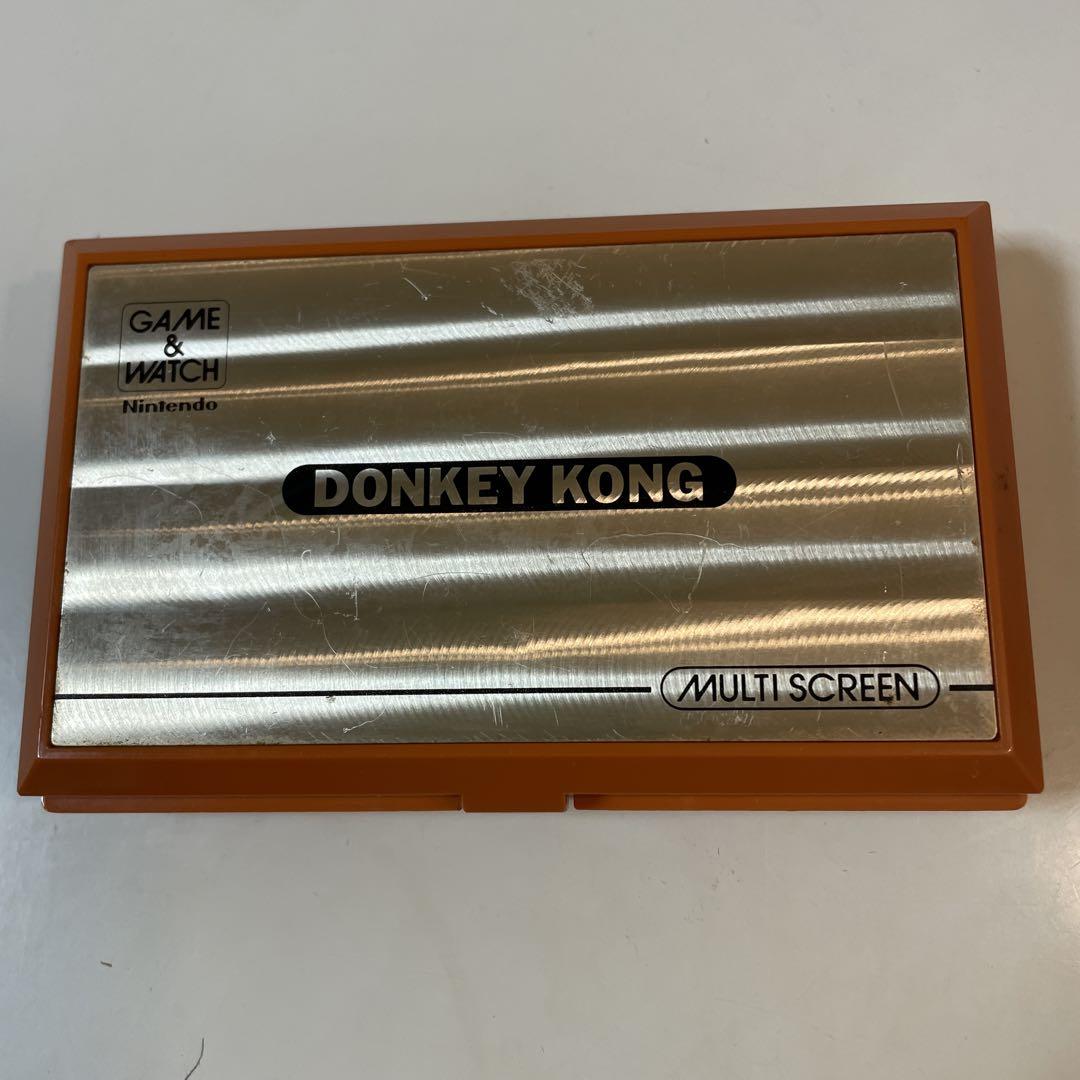 GAME
&
WATCH
Nintendo
DONKEY KONG
MULTI SCREEN